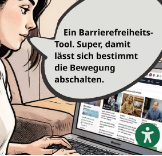 Ein Barrierefreiheits-
Tool. Super, damit
lässt sich bestimmt
die Bewegung
abschalten.